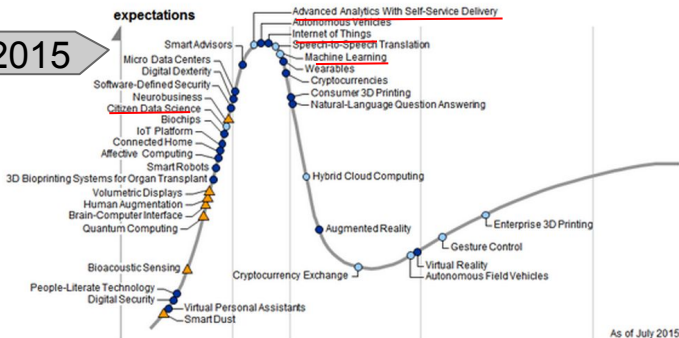 expectations
2015
Advanced Analytics With Self-Service Delivery
Autonomous Vehicles
Internet of Things
Speech-to-Speech Translation
Machine Learning
Wearables
Cryptocurrencies
Consumer 3D Printing
Natural-Language Question Answering
Smart Advisors
Micro Data Centers
Digital Dexterity
Software-Defined Security
Neurobusiness
Citizen Data Science
Biochips
IoT Platform
Connected Home
Affective Computing
Smart Robots
3D Bioprinting Systems for Organ Transplant
Volumetric Displays
Human Augmentation
Brain-Computer Interface
Quantum Computing
Bioacoustic Sensing
People-Literate Technology
Digital Security
Virtual Personal Assistants
Smart Dust
Hybrid Cloud Computing
Augmented Reality
Cryptocurrency Exchange
Enterprise 3D Printing
Gesture Control
Virtual Reality
Autonomous Field Vehicles
As of July 2015